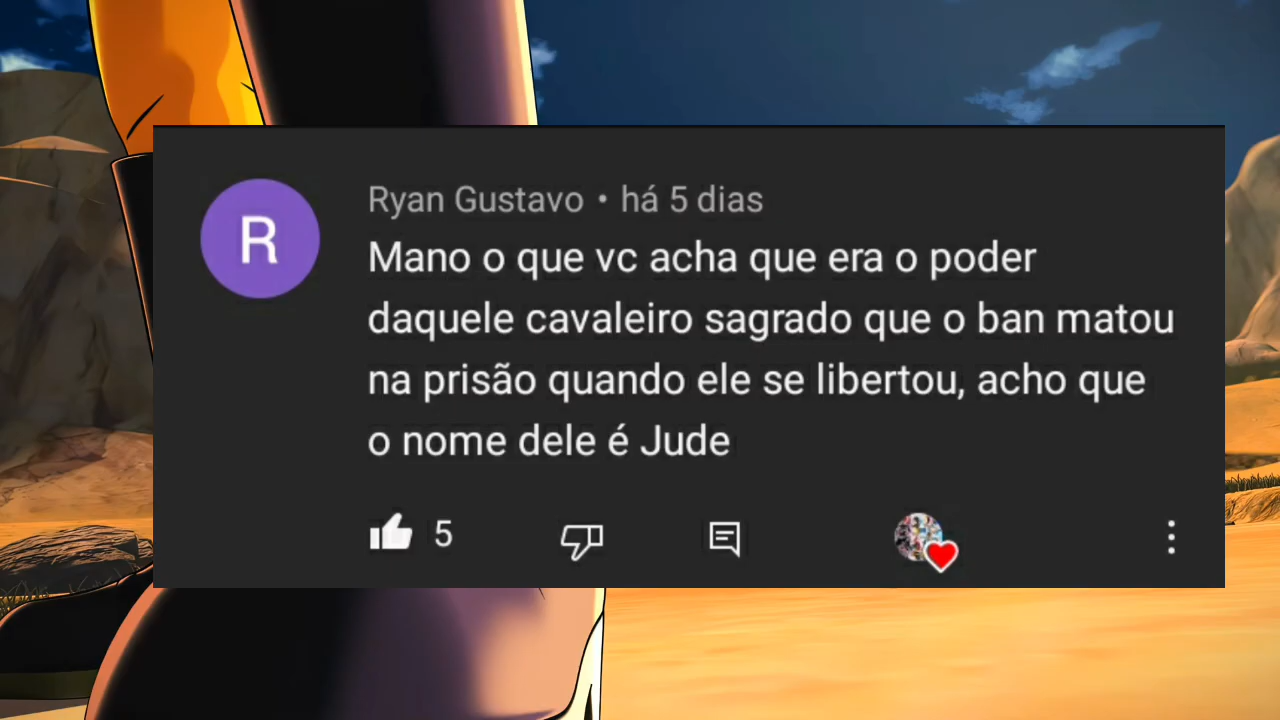 R
Ryan Gustavo • há 5 dias
Mano o que vc acha que era o poder
daquele cavaleiro sagrado que o ban matou
na prisão quando ele se libertou, acho que
o nome dele é Jude
5